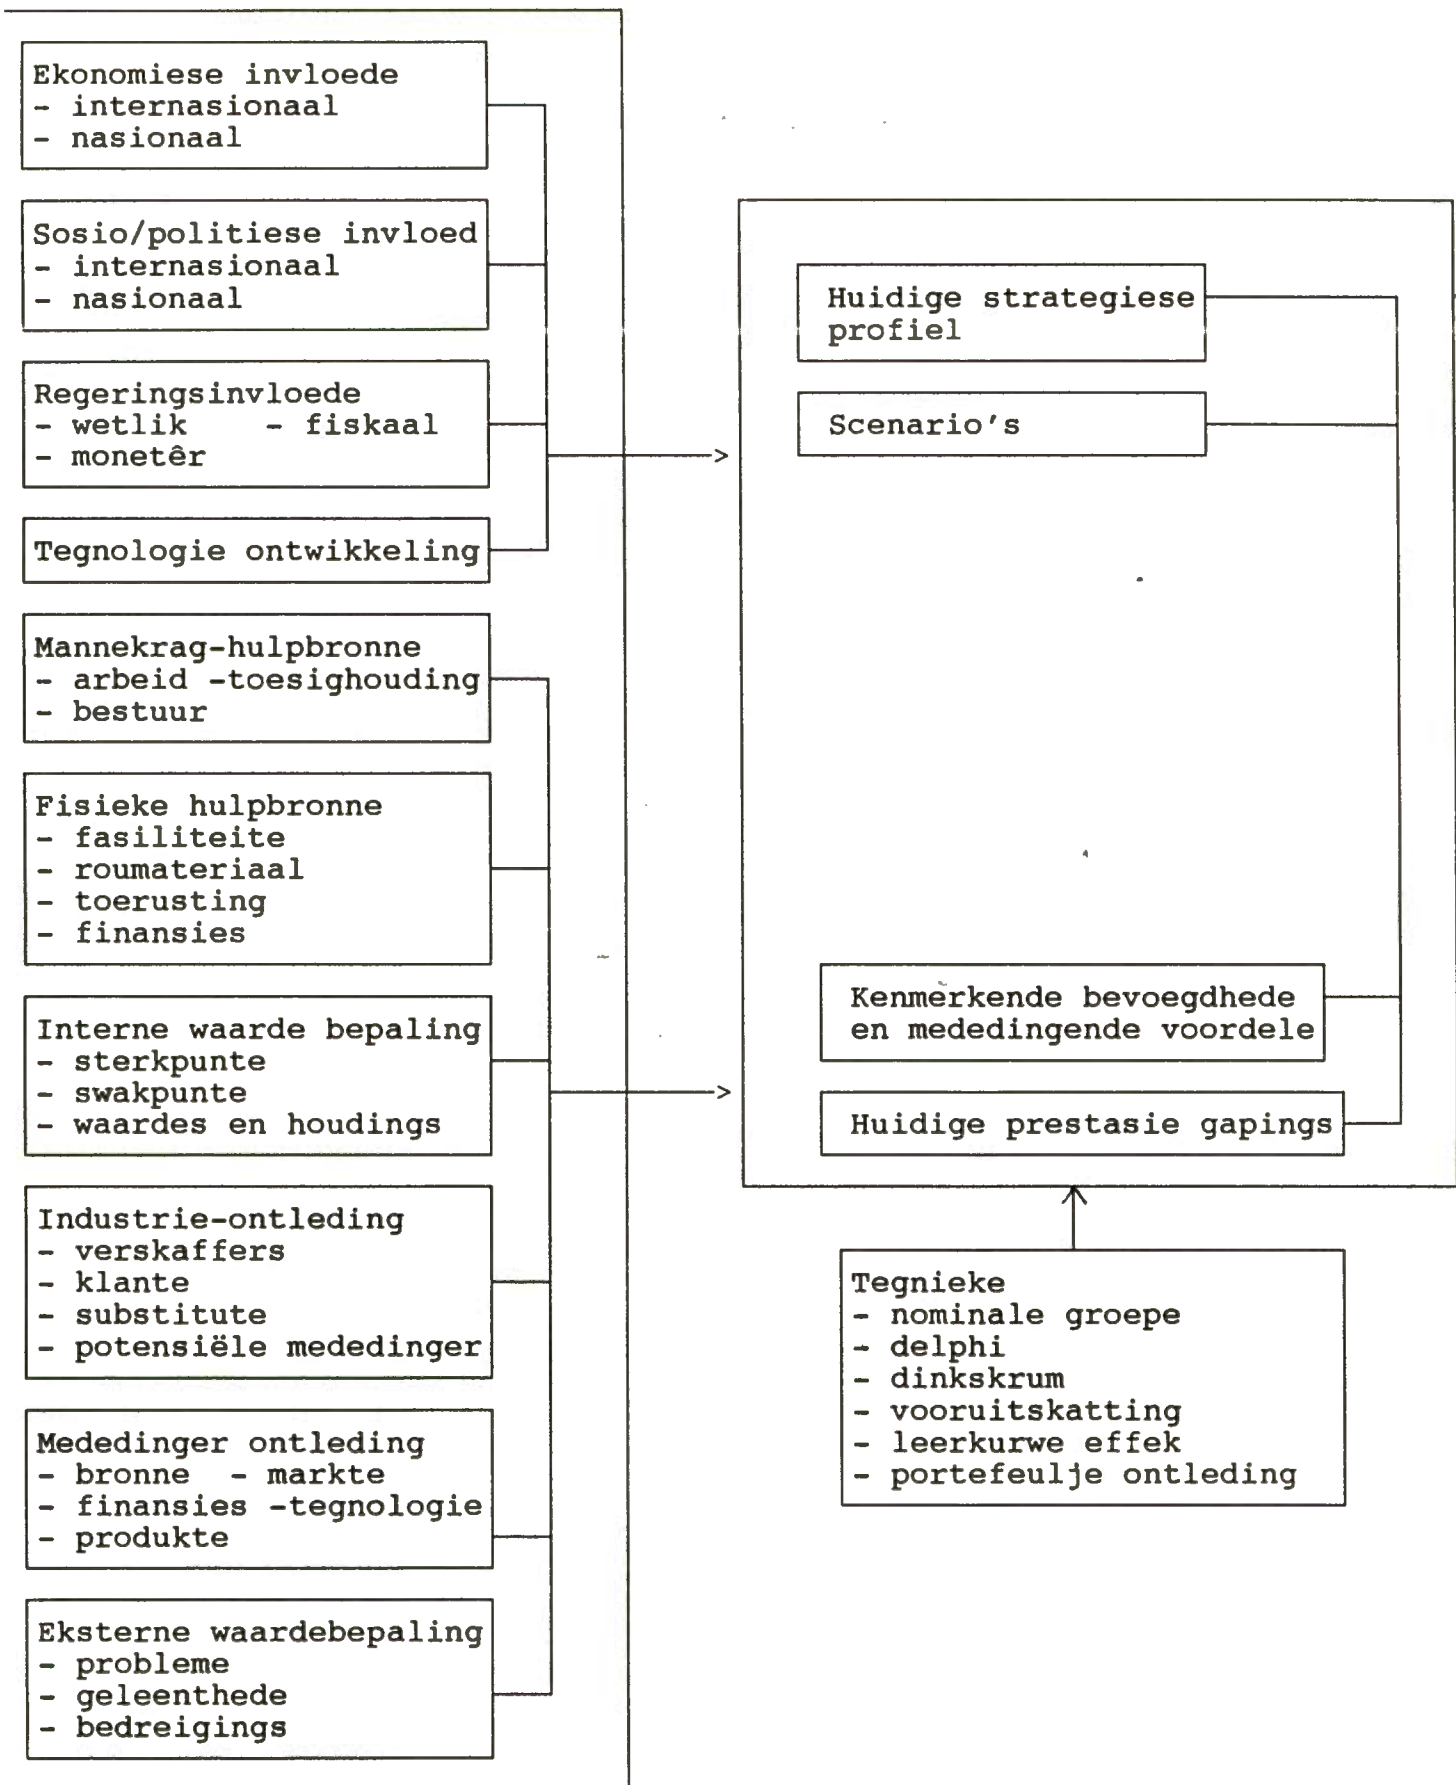 Ekonomiese invloede
- internasionaal
- nasionaal
Sosio/politiese invloed
- internasionaal
- nasionaal
Regeringsinvloede
- wetlik - fiskaal
- monetêr
Tegnologie ontwikkeling
Mannekrag-hulpbronne
- arbeid -toesighouding
- bestuur
Fisieke hulpbronne
- fasiliteite
- roumateriaal
- toerusting
- finansies
Interne waarde bepaling
- sterkpunte
- swakpunte
- waardes en houdings
Industrie-ontleding
- verskaffers
- klante
- substitute
- potensiële mededinger
Mededinger ontleding
- bronne - markte
- finansies -tegnologie
- produkte
Eksterne waardebepaling
- probleme
- geleenthede
- bedreigings
Huidige strategiese
profiel
Scenario's
Kenmerkende bevoegdhede
en mededingende voordele
Huidige prestasie gapings
Tegnieke
- nominale groepe
- delphi
- dinkskrum
- vooruitskatting
- leerkurwe effek
- portefeulje ontleding